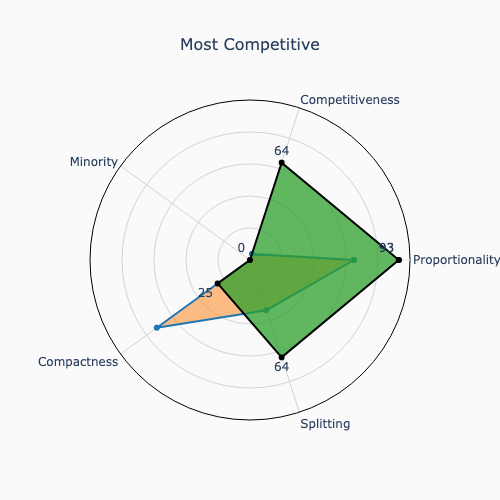 Most Competitive
Competitiveness
64
Minority
0
93
Proportionality
25
Compactness
64
Splitting